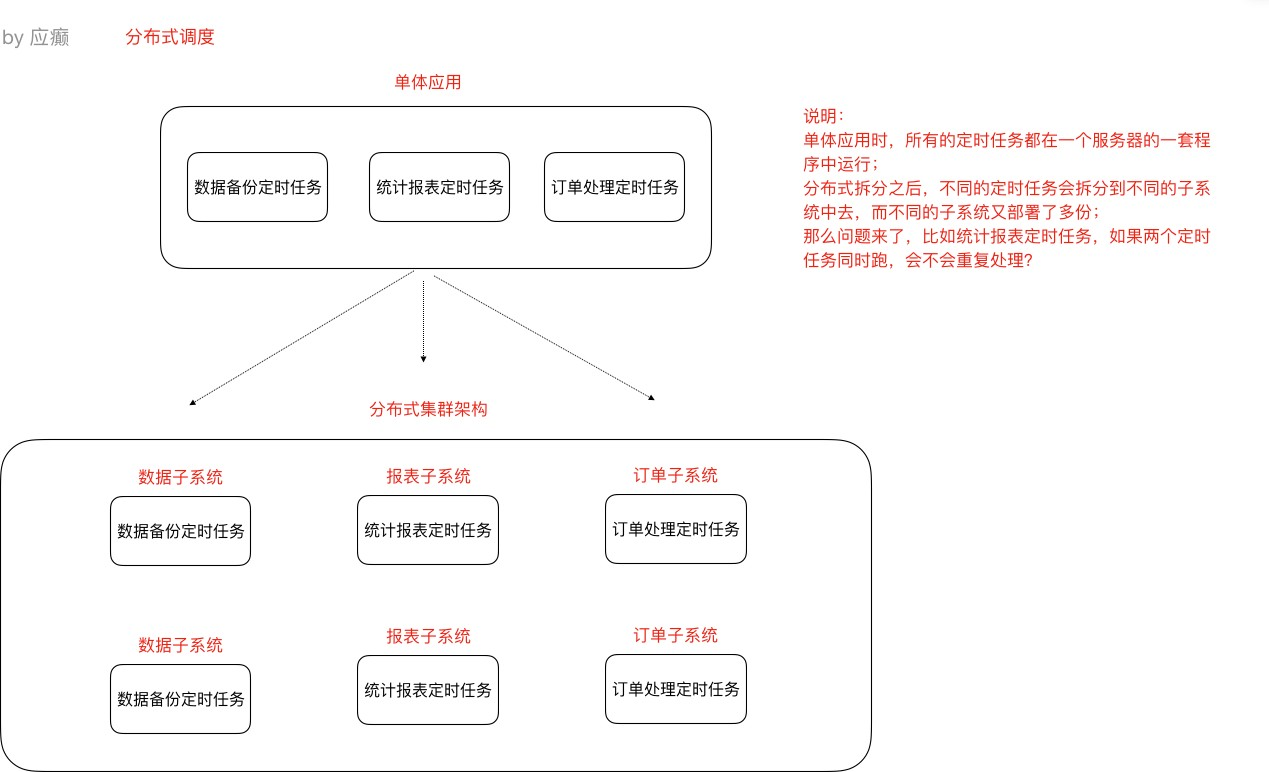 by 应癫
分布式调度
单体应用
数据备份定时任务
统计报表定时任务
订单处理定时任务
说明：
单体应用时，所有的定时任务都在一个服务器的一套程
序中运行；
分布式拆分之后，不同的定时任务会拆分到不同的子系
统中去，而不同的子系统又部署了多份；
那么问题来了，比如统计报表定时任务，如果两个定时
任务同时跑，会不会重复处理？
分布式集群架构
数据子系统
报表子系统
订单子系统
数据备份定时任务
统计报表定时任务
订单处理定时任务
数据子系统
报表子系统
订单子系统
数据备份定时任务
统计报表定时任务
订单处理定时任务